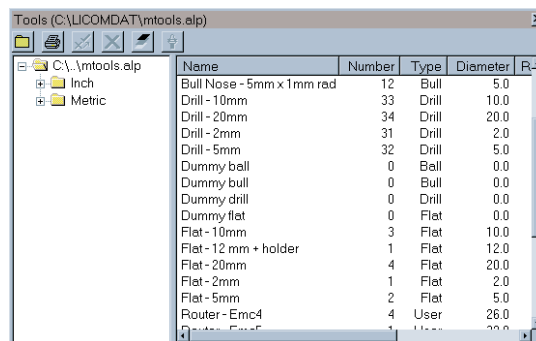 Tools (C:\LICOMDAT\mtools.alp)
C:\..\mtools.alp
Inch
Metric
Name Number Type Diameter R-
Bull Nose - 5mm x 1mm rad 12 Bull 5.0
Drill - 10mm 33 Drill 10.0
Drill - 20mm 34 Drill 20.0
Drill - 2mm 31 Drill 2.0
Drill - 5mm 32 Drill 5.0
Dummy ball 0 Ball 0.0
Dummy bull 0 Bull 0.0
Dummy drill 0 Drill 0.0
Dummy flat 0 Flat 0.0
Flat - 10mm 3 Flat 10.0
Flat - 12 mm + holder 1 Flat 12.0
Flat - 20mm 4 Flat 20.0
Flat - 2mm 1 Flat 2.0
Flat - 5mm 2 Flat 5.0
Router - Emc4 4 User 26.0